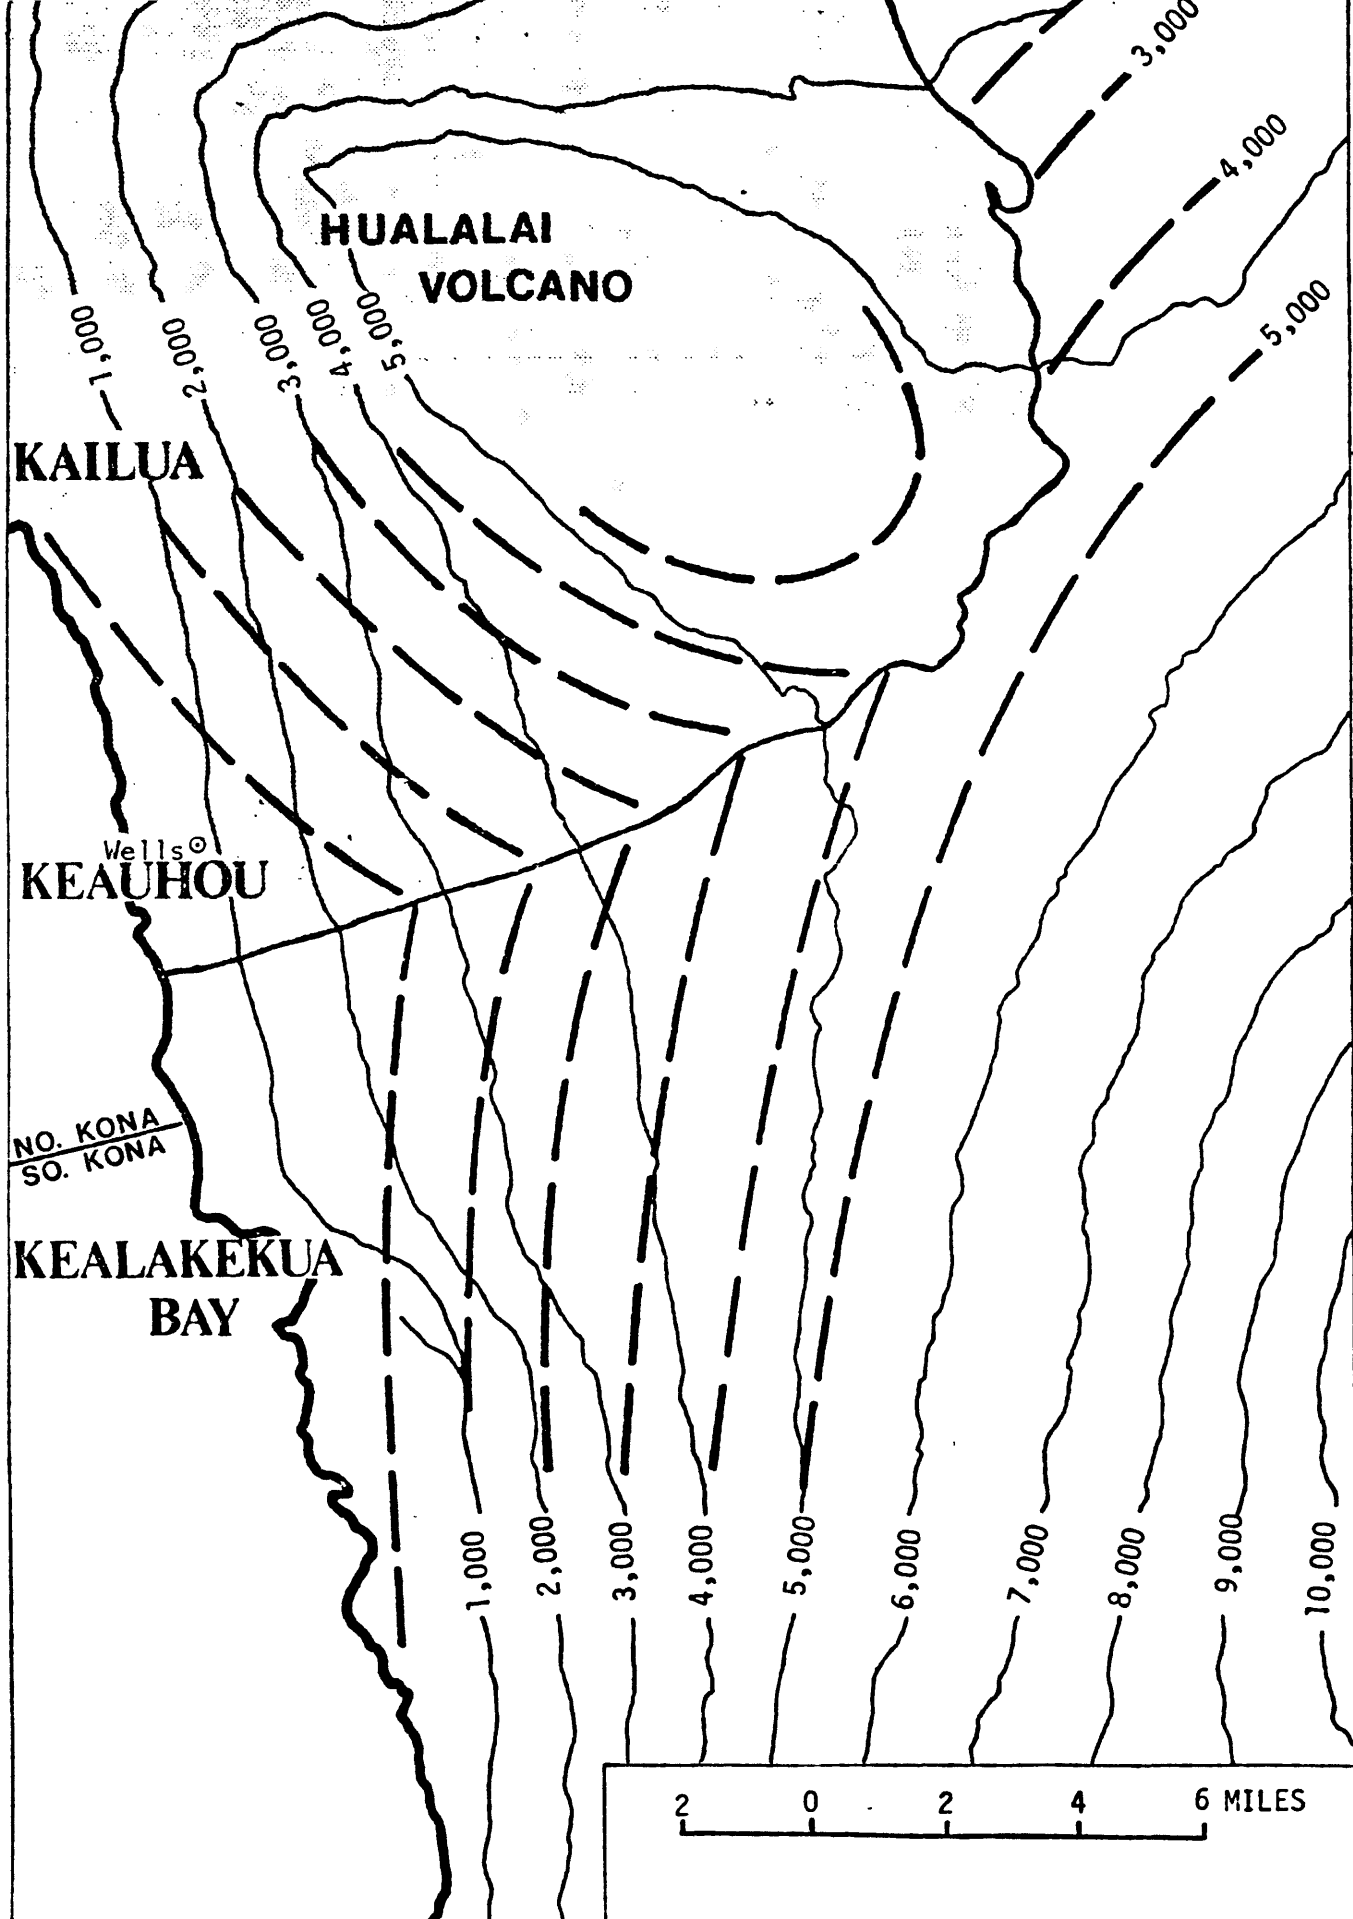 3,000
4,000
5,000
HUALALAI
VOLCANO
1,000
2,000
3,000
4,000
5,000
KAILUA
Wells
KEAUHOU
NO. KONA
SO. KONA
KEALAKEKUA
BAY
1,000
2,000
3,000
4,000
5,000
6,000
7,000
8,000
9,000
10,000
2 0 2 4 6 MILES